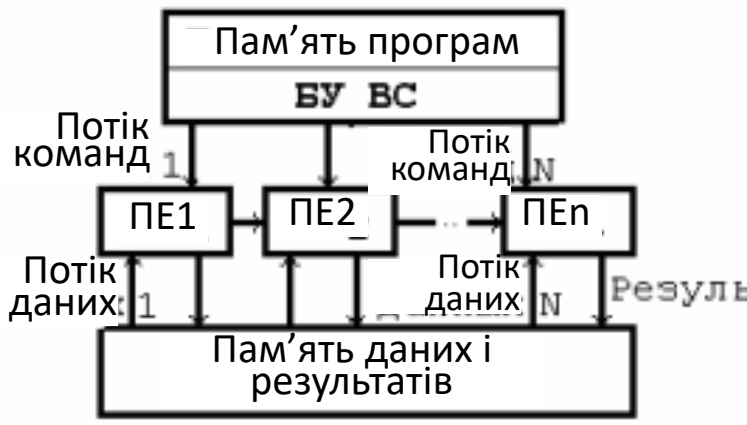 Пам’ять програм
БУ ВС
Потік
команд 1
Потік
команд N
ПЕ1
ПЕ2
..
ПЕn
Потік
даних 1
Потік
даних N
Резуль
Пам’ять даних і
результатів